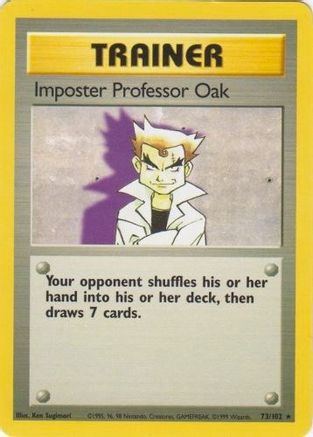 TRAINER
Imposter Professor Oak
Your opponent shuffles his or her
hand into his or her deck, then
draws 7 cards.
Illus. Ken Sugimori ©1995, 96, 98 Nintendo, Creatures, GAMEFREAK. ©1999 Wizards. 73/102 ★